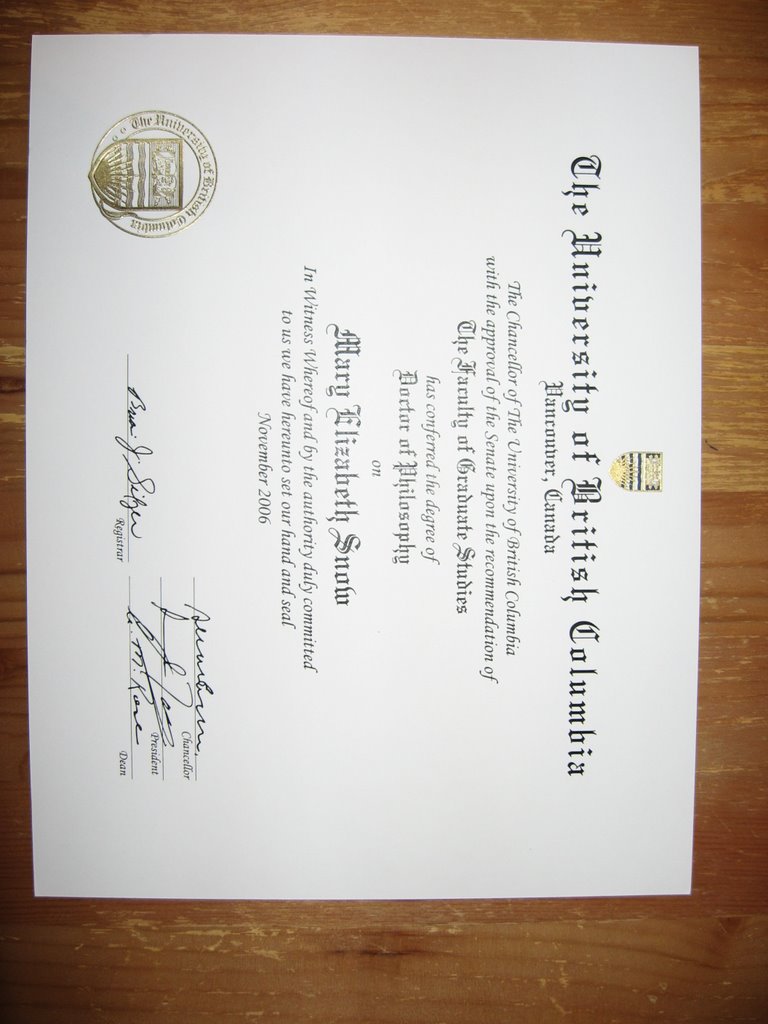 The University of British Columbia
Vancouver, Canada
The Chancellor of The University of British Columbia
with the approval of the Senate upon the recommendation of
The Faculty of Graduate Studies
has conferred the degree of
Doctor of Philosophy
on
Mary Elizabeth Snow
In Witness Whereof and by the authority duly committed
to us we have hereunto set our hand and seal
November 2006
The University of British Columbia
Chancellor
President
Registrar
Dean